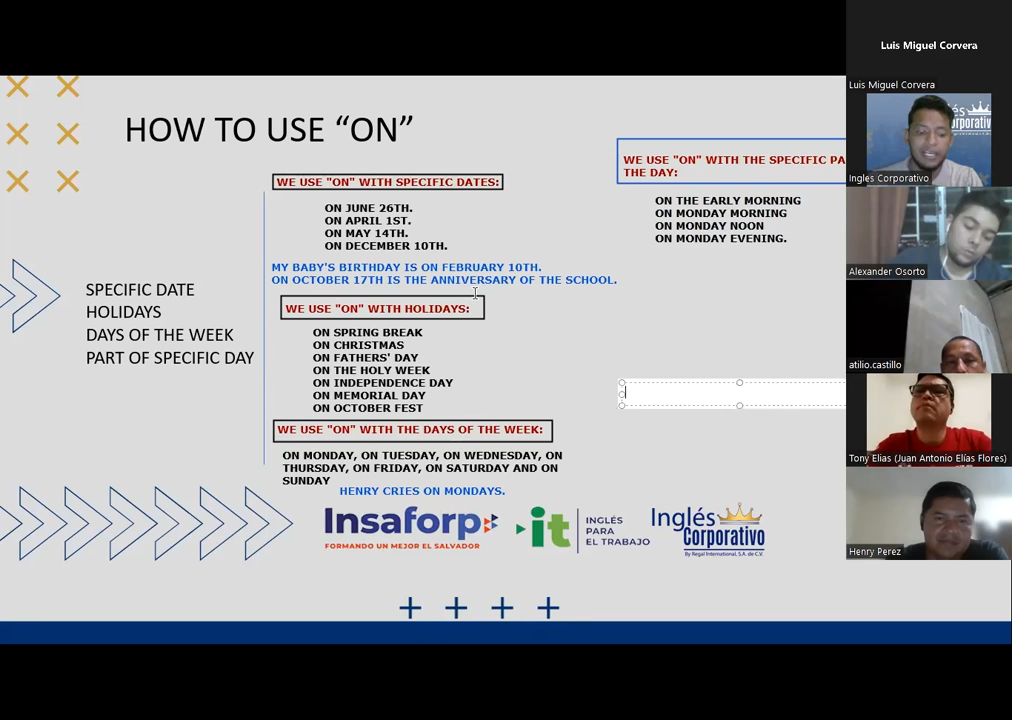 HOW TO USE “ON”
SPECIFIC DATE
HOLIDAYS
DAYS OF THE WEEK
PART OF SPECIFIC DAY
WE USE "ON" WITH SPECIFIC DATES:
ON JUNE 26TH.
ON APRIL 1ST.
ON MAY 14TH.
ON DECEMBER 10TH.
MY BABY'S BIRTHDAY IS ON FEBRUARY 10TH.
ON OCTOBER 17TH IS THE ANNIVERSARY OF THE SCHOOL.
WE USE "ON" WITH HOLIDAYS:
ON SPRING BREAK
ON CHRISTMAS
ON FATHERS' DAY
ON THE HOLY WEEK
ON INDEPENDENCE DAY
ON MEMORIAL DAY
ON OCTOBER FEST
WE USE "ON" WITH THE DAYS OF THE WEEK:
ON MONDAY, ON TUESDAY, ON WEDNESDAY, ON
THURSDAY, ON FRIDAY, ON SATURDAY AND ON
SUNDAY
HENRY CRIES ON MONDAYS.
WE USE "ON" WITH THE SPECIFIC PA
THE DAY:
ON THE EARLY MORNING
ON MONDAY MORNING
ON MONDAY NOON
ON MONDAY EVENING.
Insaforp
FORMANDO UN MEJOR EL SALVADOR
it
INGLÉS
PARA
EL TRABAJO
Inglés
Corporativo
By Regal International, S.A. de C.V.
Luis Miguel Corvera
Luis Miguel Corvera
Ingles Corporativo
Alexander Osorto
atilio.castillo
Tony Elias (Juan Antonio Elías Flores)
Henry Perez